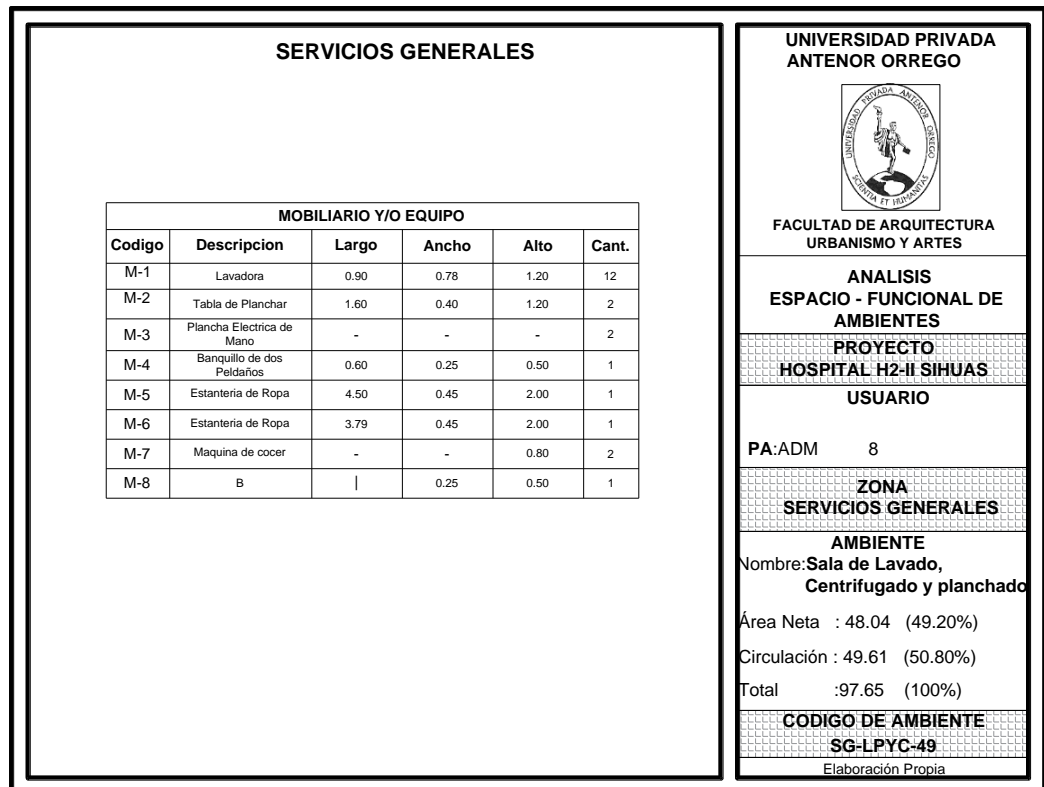 SERVICIOS GENERALES
MOBILIARIO Y/O EQUIPO
Codigo Descripcion Largo Ancho Alto Cant.
M-1 Lavadora 0.90 0.78 1.20 12
M-2 Tabla de Planchar 1.60 0.40 1.20 2
M-3 Plancha Electrica de Mano - - - 2
M-4 Banquillo de dos Peldaños 0.60 0.25 0.50 1
M-5 Estanteria de Ropa 4.50 0.45 2.00 1
M-6 Estanteria de Ropa 3.79 0.45 2.00 1
M-7 Maquina de cocer - - 0.80 2
M-8 B | 0.25 0.50 1
UNIVERSIDAD PRIVADA
ANTENOR ORREGO
UNIVERSIDAD PRIVADA ANTENOR ORREGO
SCIENTIA ET HUMANITAS
FACULTAD DE ARQUITECTURA
URBANISMO Y ARTES
ANALISIS
ESPACIO - FUNCIONAL DE
AMBIENTES
PROYECTO
HOSPITAL H2-II SIHUAS
USUARIO
PA:ADM 8
ZONA
SERVICIOS GENERALES
AMBIENTE
Nombre:Sala de Lavado,
Centrifugado y planchado
Área Neta : 48.04 (49.20%)
Circulación : 49.61 (50.80%)
Total :97.65 (100%)
CODIGO DE AMBIENTE
SG-LPYC-49
Elaboración Propia